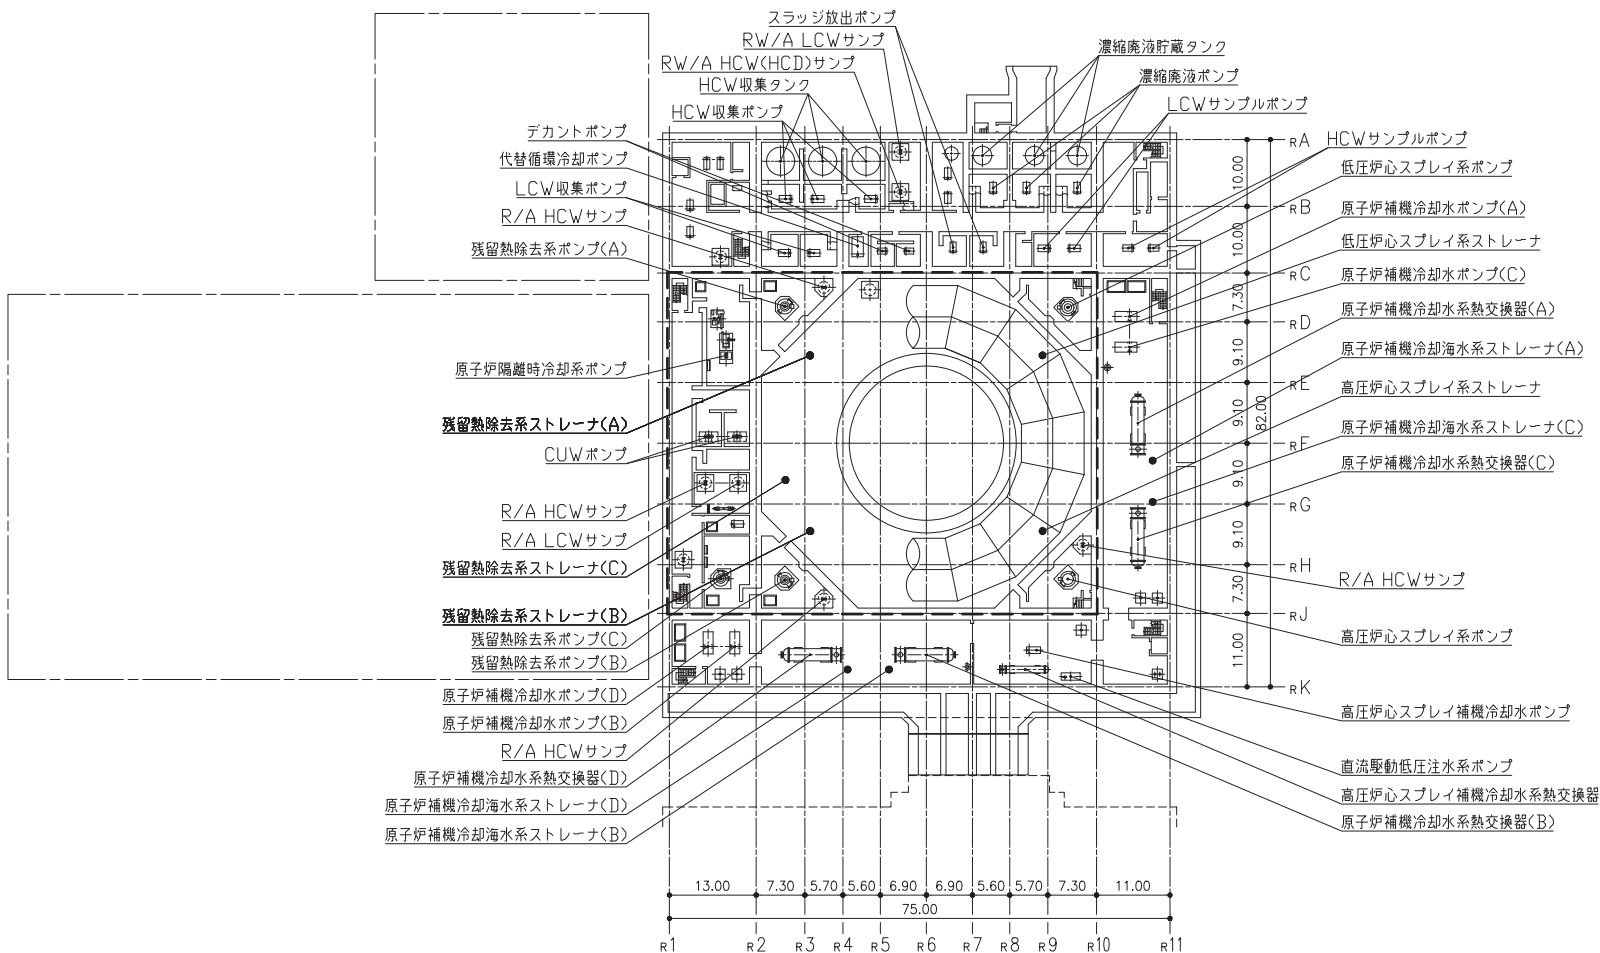 スラッジ放出ポンプ
RW/A LCWサンプ
RW/A HCW(HCD)サンプ
HCW収集タンク
HCW収集ポンプ
デカントポンプ
代替循環冷却ポンプ
LCW収集ポンプ
R/A HCWサンプ
残留熱除去系ポンプ(A)
原子炉隔離時冷却系ポンプ
残留熱除去系ストレーナ(A)
CUWポンプ
R/A HCWサンプ
R/A LCWサンプ
残留熱除去系ストレーナ(C)
残留熱除去系ストレーナ(B)
残留熱除去系ポンプ(C)
残留熱除去系ポンプ(B)
原子炉補機冷却水ポンプ(D)
原子炉補機冷却水ポンプ(B)
R/A HCWサンプ
原子炉補機冷却水系熱交換器(D)
原子炉補機冷却海水系ストレーナ(D)
原子炉補機冷却海水系ストレーナ(B)
濃縮廃液貯蔵タンク
濃縮廃液ポンプ
LCWサンプルポンプ
HCWサンプルポンプ
低圧炉心スプレイ系ポンプ
原子炉補機冷却水ポンプ(A)
低圧炉心スプレイ系ストレーナ
原子炉補機冷却水ポンプ(C)
原子炉補機冷却水系熱交換器(A)
原子炉補機冷却海水系ストレーナ(A)
高圧炉心スプレイ系ストレーナ
原子炉補機冷却海水系ストレーナ(C)
原子炉補機冷却水系熱交換器(C)
R/A HCWサンプ
高圧炉心スプレイ系ポンプ
高圧炉心スプレイ補機冷却水ポンプ
直流駆動低圧注水系ポンプ
高圧炉心スプレイ補機冷却水系熱交換器
原子炉補機冷却水系熱交換器(B)
RA
10.00
RB
10.00
RC
7.30
RD
9.10
RE
9.10
82.00
RF
9.10
RG
9.10
RH
7.30
RJ
11.00
RK
13.00 7.30 5.70 5.60 6.90 6.90 5.60 5.70 7.30 11.00
75.00
R1 R2 R3 R4 R5 R6 R7 R8 R9 R10 R11